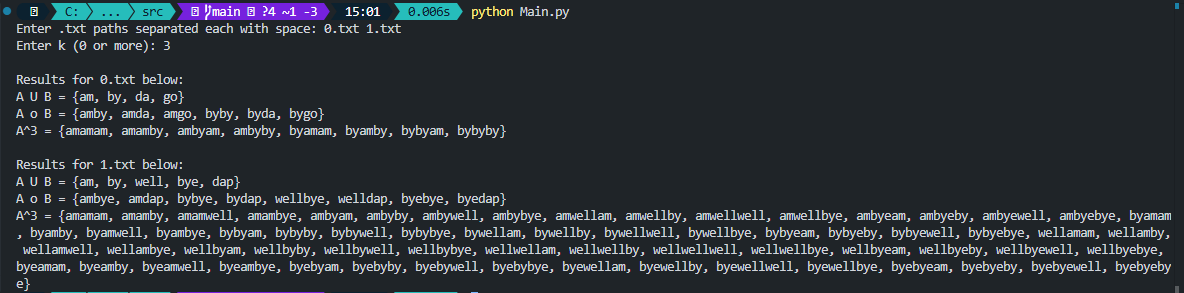 C: ... src main ?4 ~1 -3 15:01 0.006s python Main.py
Enter .txt paths separated each with space: 0.txt 1.txt
Enter k (0 or more): 3
Results for 0.txt below:
A U B = {am, by, da, go}
A o B = {amby, amda, amgo, byby, byda, bygo}
A^3 = {amamam, amamby, ambyam, ambyby, byamam, byamby, bybyam, bybyby}
Results for 1.txt below:
A U B = {am, by, well, bye, dap}
A o B = {ambye, amdap, bybye, bydap, wellbye, welldap, byebye, byedap}
A^3 = {amamam, amamby, amamwell, amambye, ambyam, ambyby, ambywell, ambybye, amwellam, amwellby, amwellwell, amwellbye, ambyeam, ambyeby, ambyewell, ambyebye, byamam
, byamby, byamwell, byambye, bybyam, bybyby, bybywell, bybybye, bywellam, bywellby, bywellwell, bywellbye, bybyeam, bybyeby, bybyewell, bybyebye, wellamam, wellamby,
wellamwell, wellambye, wellbyam, wellbyby, wellbywell, wellbybye, wellwellam, wellwellby, wellwellwell, wellwellbye, wellbyeam, wellbyeby, wellbyewell, wellbyebye,
byeamam, byeamby, byeamwell, byeambye, byebyam, byebyby, byebywell, byebybye, byewellam, byewellby, byewellwell, byewellbye, byebyeam, byebyeby, byebyewell, byebyeby
e}